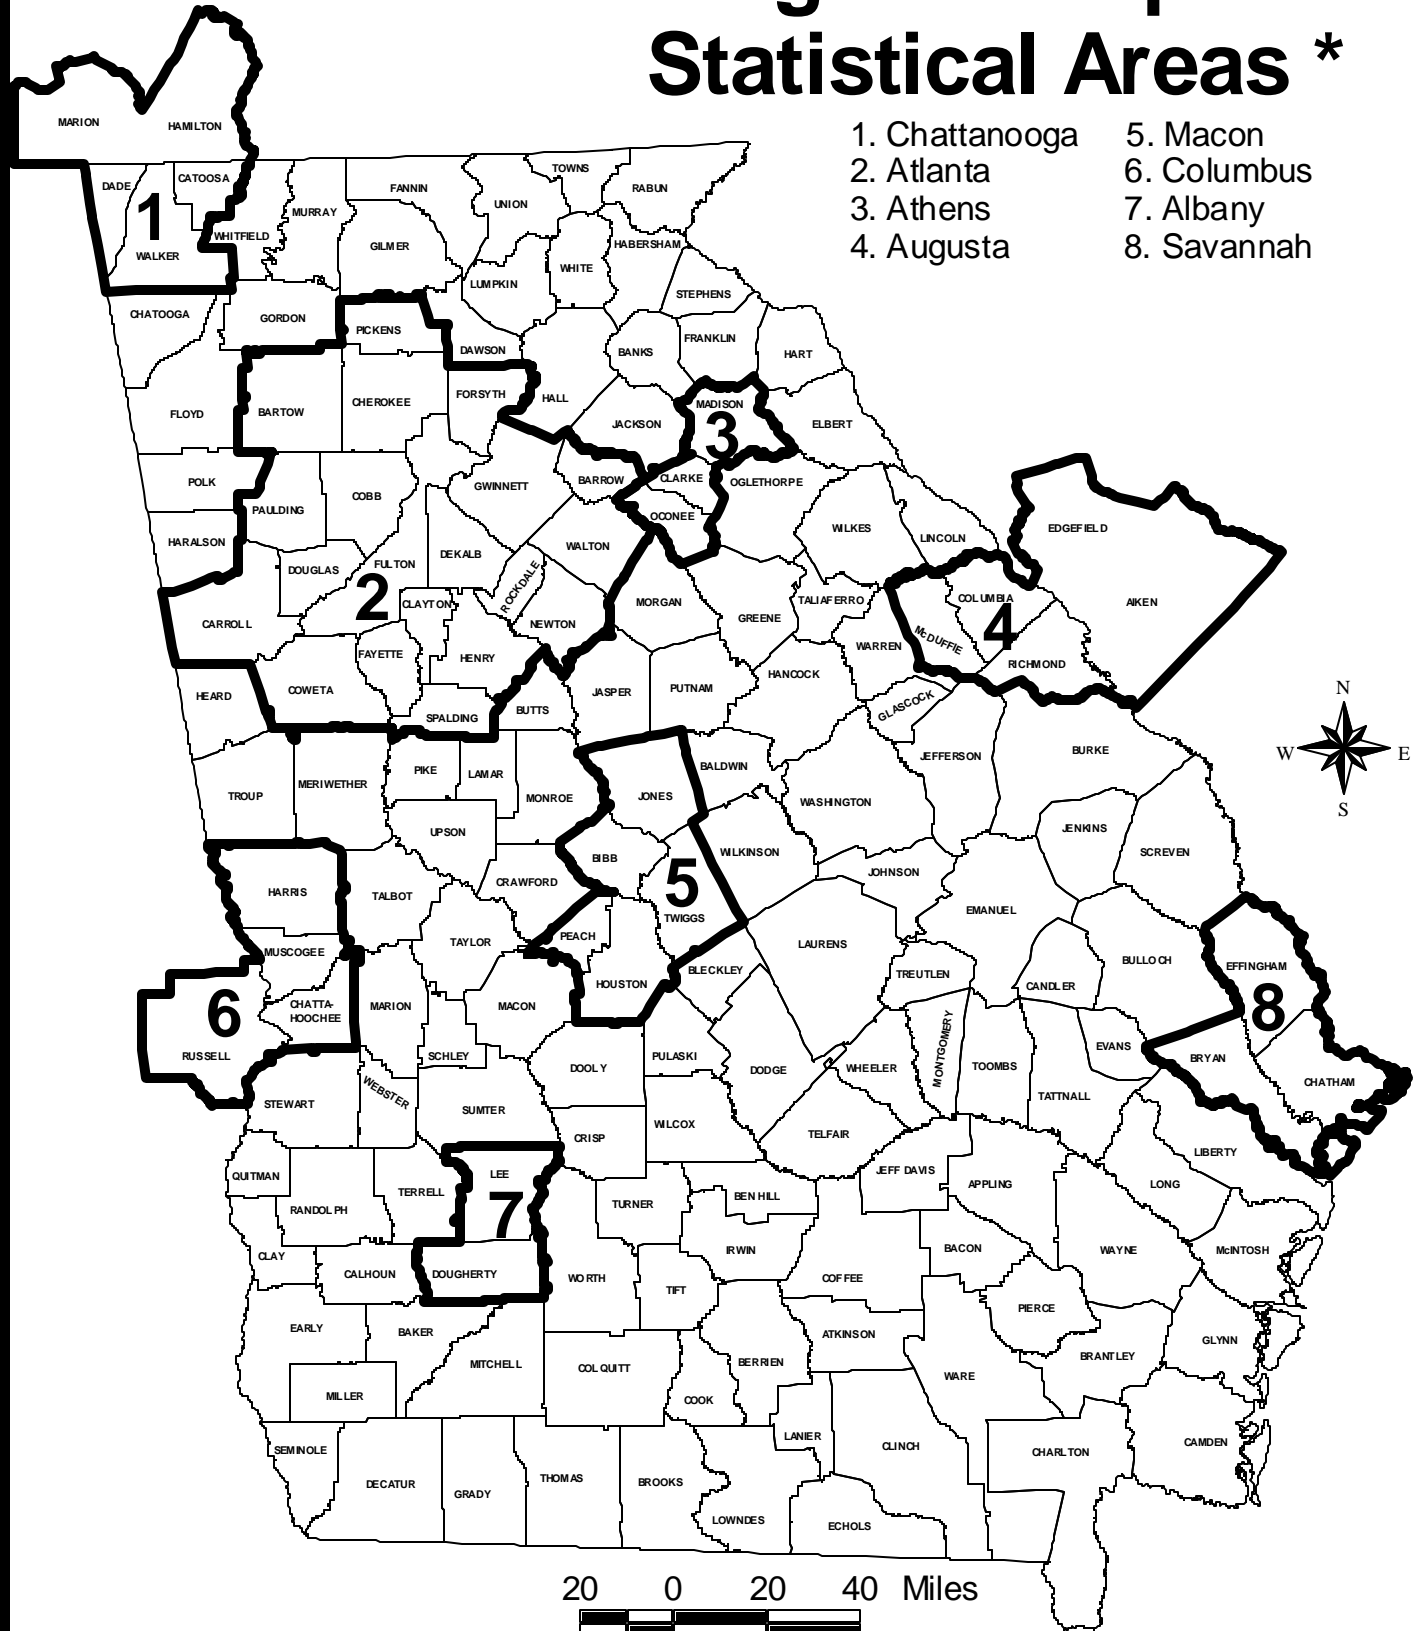 Statistical Areas *
1. Chattanooga
2. Atlanta
3. Athens
4. Augusta
5. Macon
6. Columbus
7. Albany
8. Savannah
MARION
HAMILTON
DADE
CATOOSA
1
WALKER
WHITFIELD
MURRAY
FANNIN
GILMER
UNION
TOWNS
RABUN
HABERSHAM
WHITE
LUMPKIN
STEPHENS
CHATOOGA
GORDON
PICKENS
DAWSON
BANKS
FRANKLIN
HART
FLOYD
BARTOW
CHEROKEE
FORSYTH
HALL
JACKSON
MADISON
3
ELBERT
POLK
PAULDING
COBB
GWINNETT
BARROW
CLARKE
OGLETHORPE
OCONEE
WILKES
LINCOLN
EDGEFIELD
AIKEN
HARALSON
DOUGLAS
FULTON
2
DEKALB
WALTON
ROCKDALE
CLAYTON
NEWTON
MORGAN
GREENE
TALIAFERRO
COLUMBIA
4
McDUFFIE
RICHMOND
CARROLL
FAYETTE
HENRY
WARREN
HEARD
COWETA
SPALDING
BUTTS
JASPER
PUTNAM
HANCOCK
GLASCOCK
N
W
E
S
TROUP
MERIWETHER
PIKE
LAMAR
MONROE
JONES
BALDWIN
WASHINGTON
JEFFERSON
BURKE
JENKINS
SCREVEN
UPSON
BIBB
5
WILKINSON
JOHNSON
HARRIS
TALBOT
CRAWFORD
TWIGGS
EMANUEL
MUSCOGEE
TAYLOR
PEACH
LAURENS
BULLOCH
EFFINGHAM
8
6
CHATTA-
HOOCHEE
MARION
MACON
HOUSTON
BLECKLEY
TREUTLEN
CANDLER
RUSSELL
SCHLEY
DOOLY
PULASKI
DODGE
WHEELER
MONTGOMERY
TOOMBS
EVANS
BRYAN
CHATHAM
STEWART
WEBSTER
SUMTER
CRISP
WILCOX
TELFAIR
TATTNALL
LIBERTY
QUITMAN
RANDOLPH
TERRELL
LEE
7
TURNER
BEN HILL
JEFF DAVIS
APPLING
LONG
CLAY
CALHOUN
DOUGHERTY
WORTH
IRWIN
TIFT
COFFEE
BACON
WAYNE
McINTOSH
EARLY
BAKER
MITCHELL
COLQUITT
BERRIEN
ATKINSON
PIERCE
BRANTLEY
GLYNN
MILLER
COOK
WARE
SEMINOLE
DECATUR
GRADY
THOMAS
BROOKS
LANIER
CLINCH
CHARLTON
CAMDEN
LOWNDES
ECHOLS
20 0 20 40 Miles